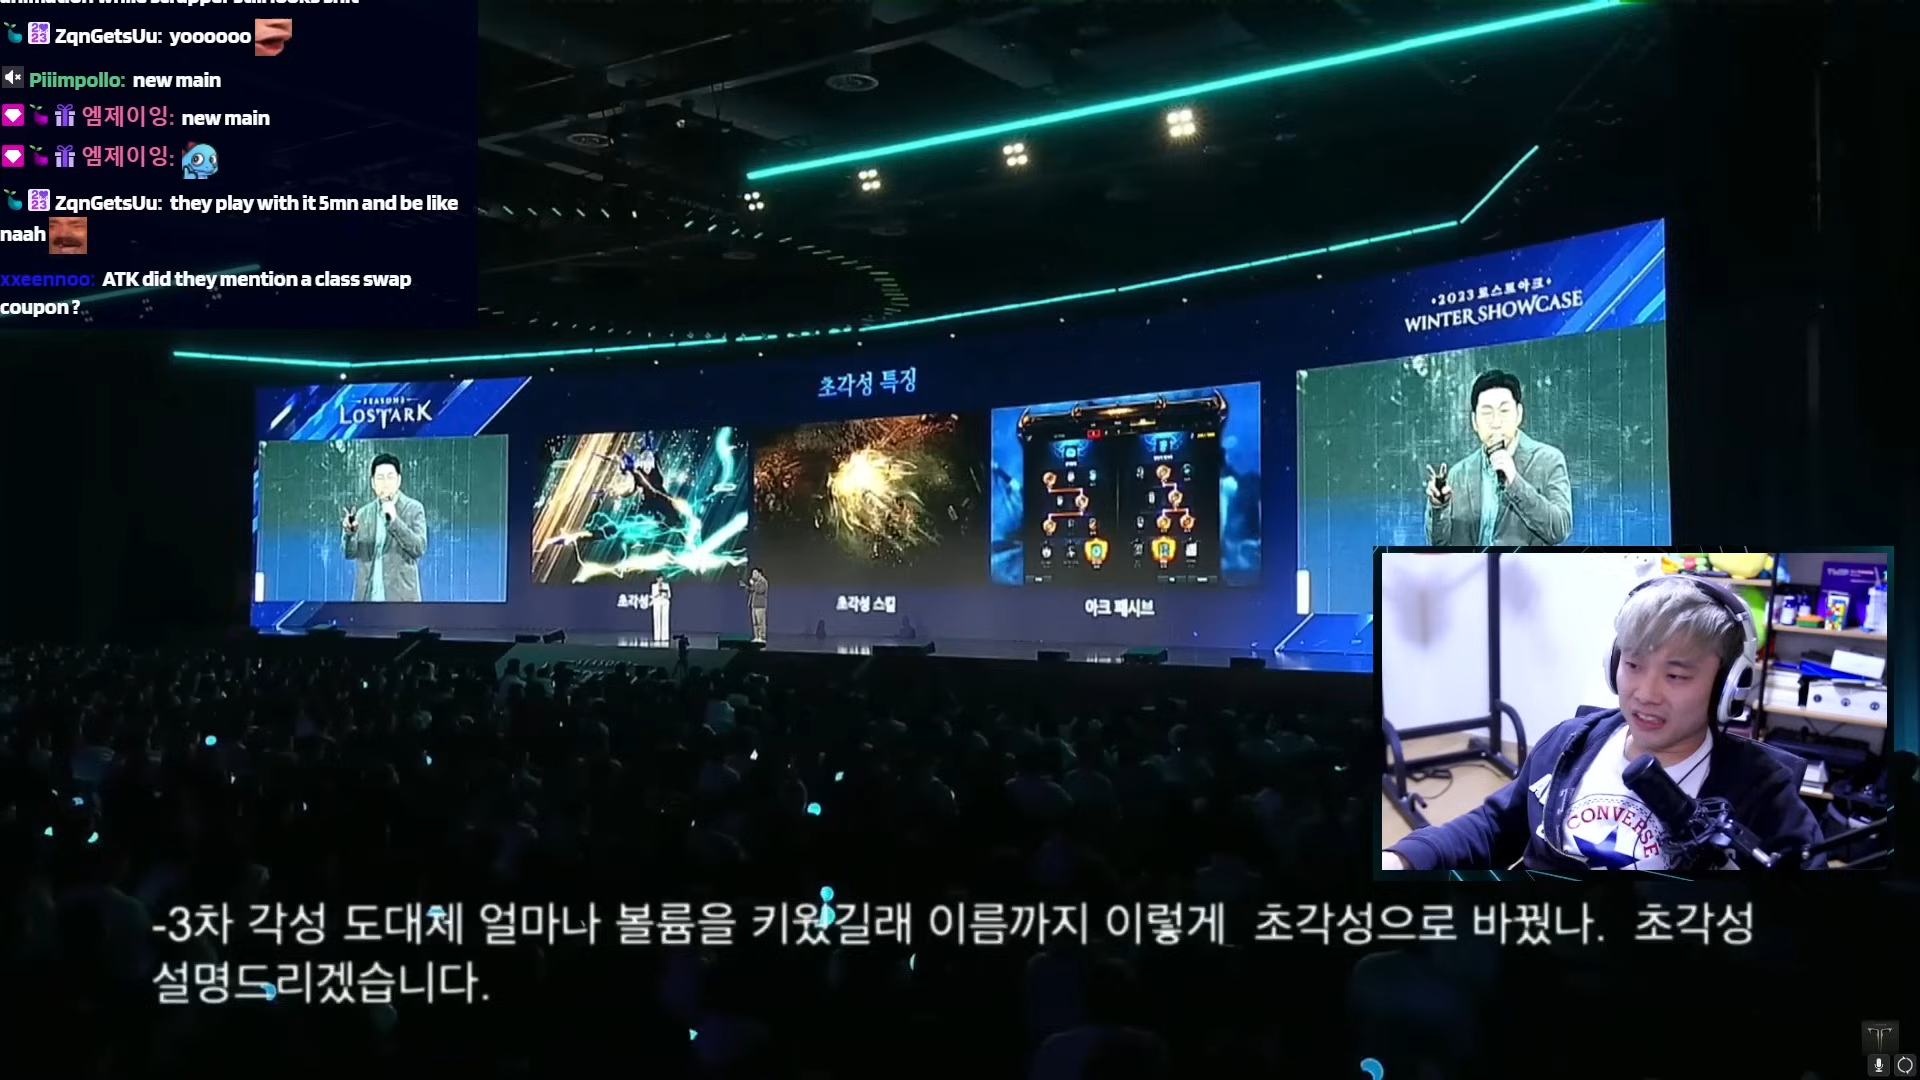 ZqnGetsUu: yoooooo
Piiimpollo: new main
엠제이잉: new main
엠제이잉:
ZqnGetsUu: they play with it 5mn and be like
naah
xxeennoo: ATK did they mention a class swap
coupon?
•2023 로스트아크•
WINTER SHOWCASE
LOST ARK
초각성 특징
초각성 스킬
아크 패시브
CONVERSE
-3차 각성 도대체 얼마나 볼륨을 키웠길래 이름까지 이렇게 초각성으로 바꿨나. 초각성
설명드리겠습니다.